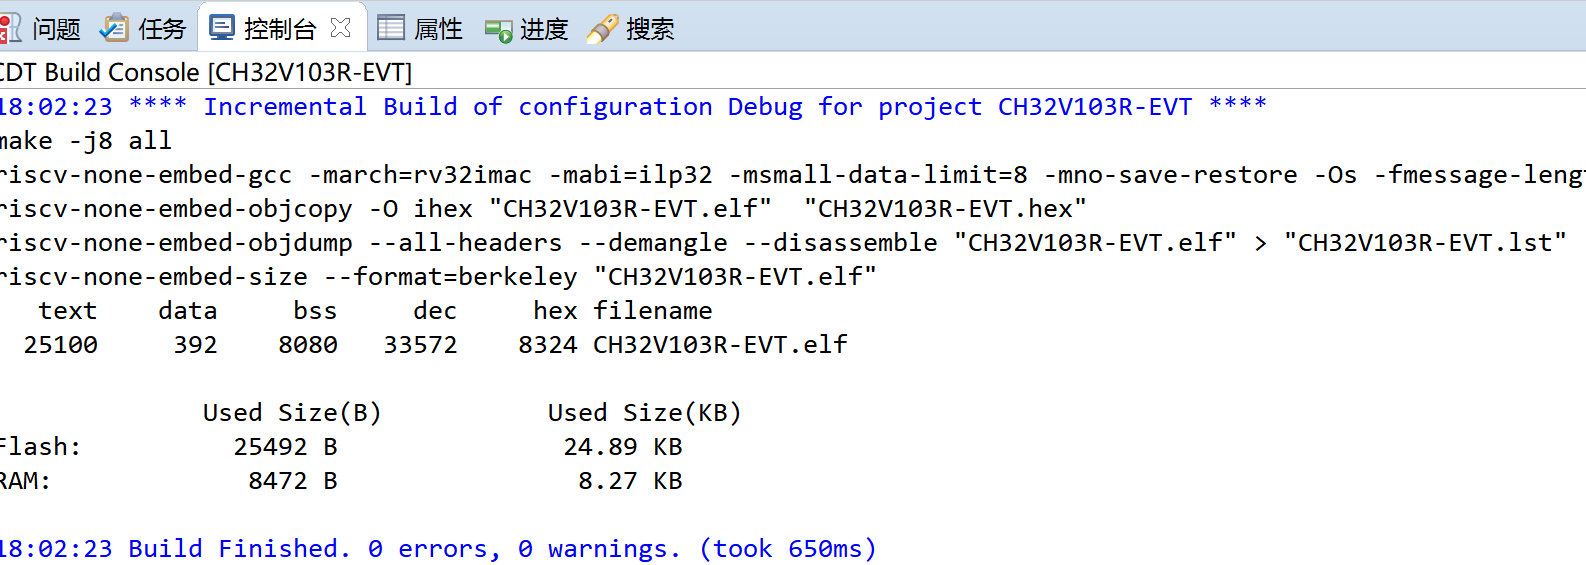 问题 任务 控制台 属性 进度 搜索
CDT Build Console [CH32V103R-EVT]
18:02:23 **** Incremental Build of configuration Debug for project CH32V103R-EVT ****
make -j8 all
riscv-none-embed-gcc -march=rv32imac -mabi=ilp32 -msmall-data-limit=8 -mno-save-restore -Os -fmessage-leng
riscv-none-embed-objcopy -O ihex "CH32V103R-EVT.elf"  "CH32V103R-EVT.hex"
riscv-none-embed-objdump --all-headers --demangle --disassemble "CH32V103R-EVT.elf" > "CH32V103R-EVT.lst"
riscv-none-embed-size --format=berkeley "CH32V103R-EVT.elf"
text data bss dec hex filename
25100 392 8080 33572 8324 CH32V103R-EVT.elf
Used Size(B) Used Size(KB)
Flash: 25492 B 24.89 KB
RAM: 8472 B 8.27 KB
18:02:23 Build Finished. 0 errors, 0 warnings. (took 650ms)